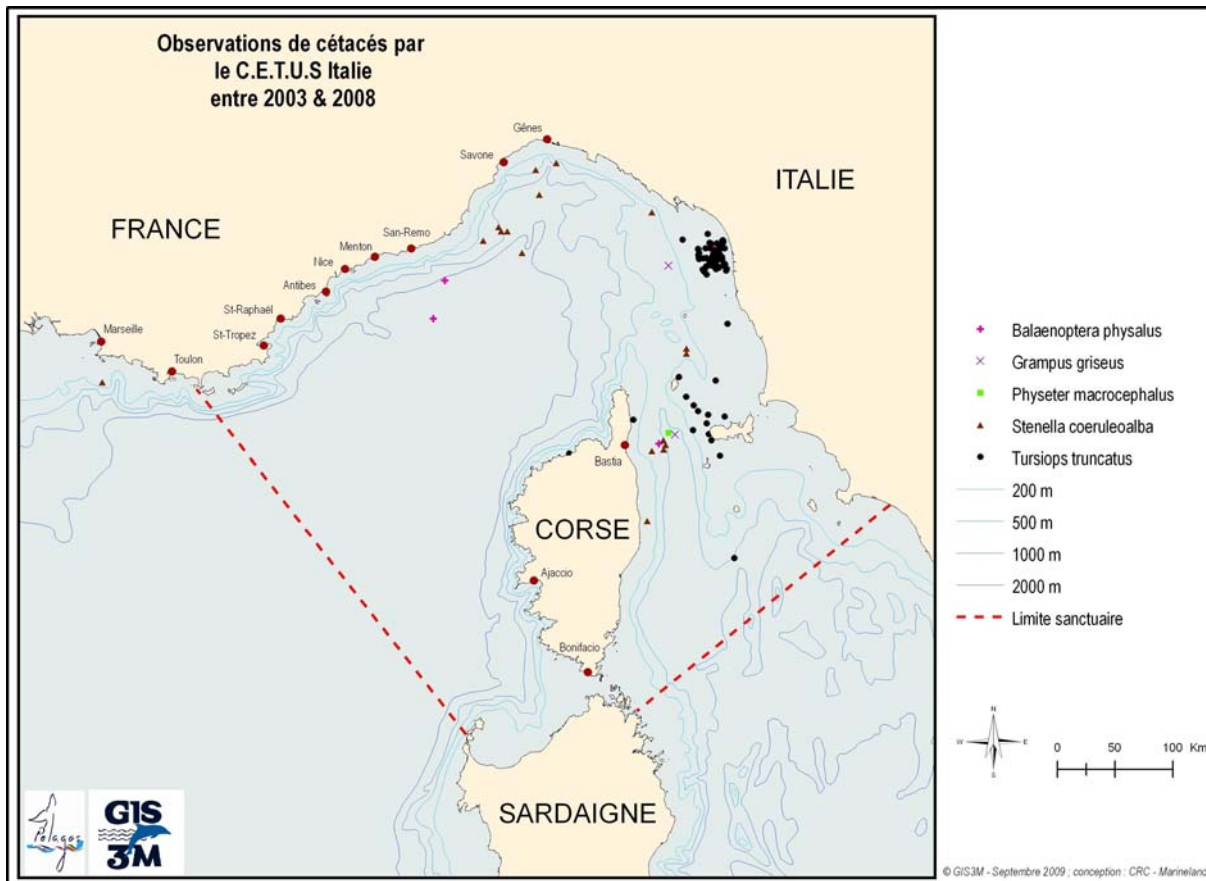 Observations de cétacés par
le C.E.T.U.S Italie
entre 2003 & 2008
Gênes
Savone
ITALIE
FRANCE
San-Remo
Menton
Nice
Antibes
St-Raphaël
St-Tropez
Marseille
Toulon
Bastia
CORSE
Ajaccio
Bonifacio
SARDAIGNE
Balaenoptera physalus
Grampus griseus
Physeter macrocephalus
Stenella coeruleoalba
Tursiops truncatus
200 m
500 m
1000 m
2000 m
Limite sanctuaire
N
W E
S
0 50 100 Km
Pelagos
GIS
3M
© GIS3M - Septembre 2009 ; conception : CRC - Marineland